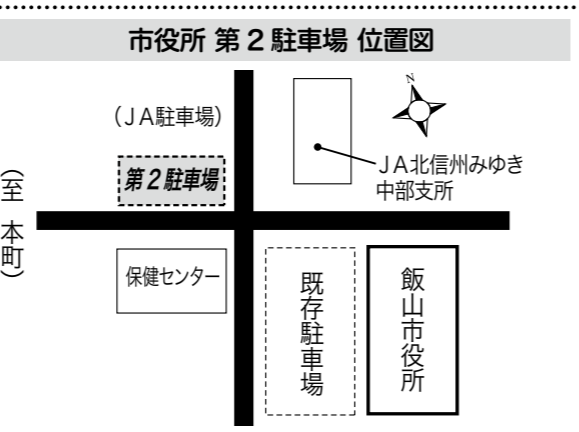 市役所 第２駐車場 位置図
N
（ＪＡ駐車場）
ＪＡ北信州みゆき
中部支所
第２駐車場
（至 本町）
保健センター
既存駐車場
飯山市役所